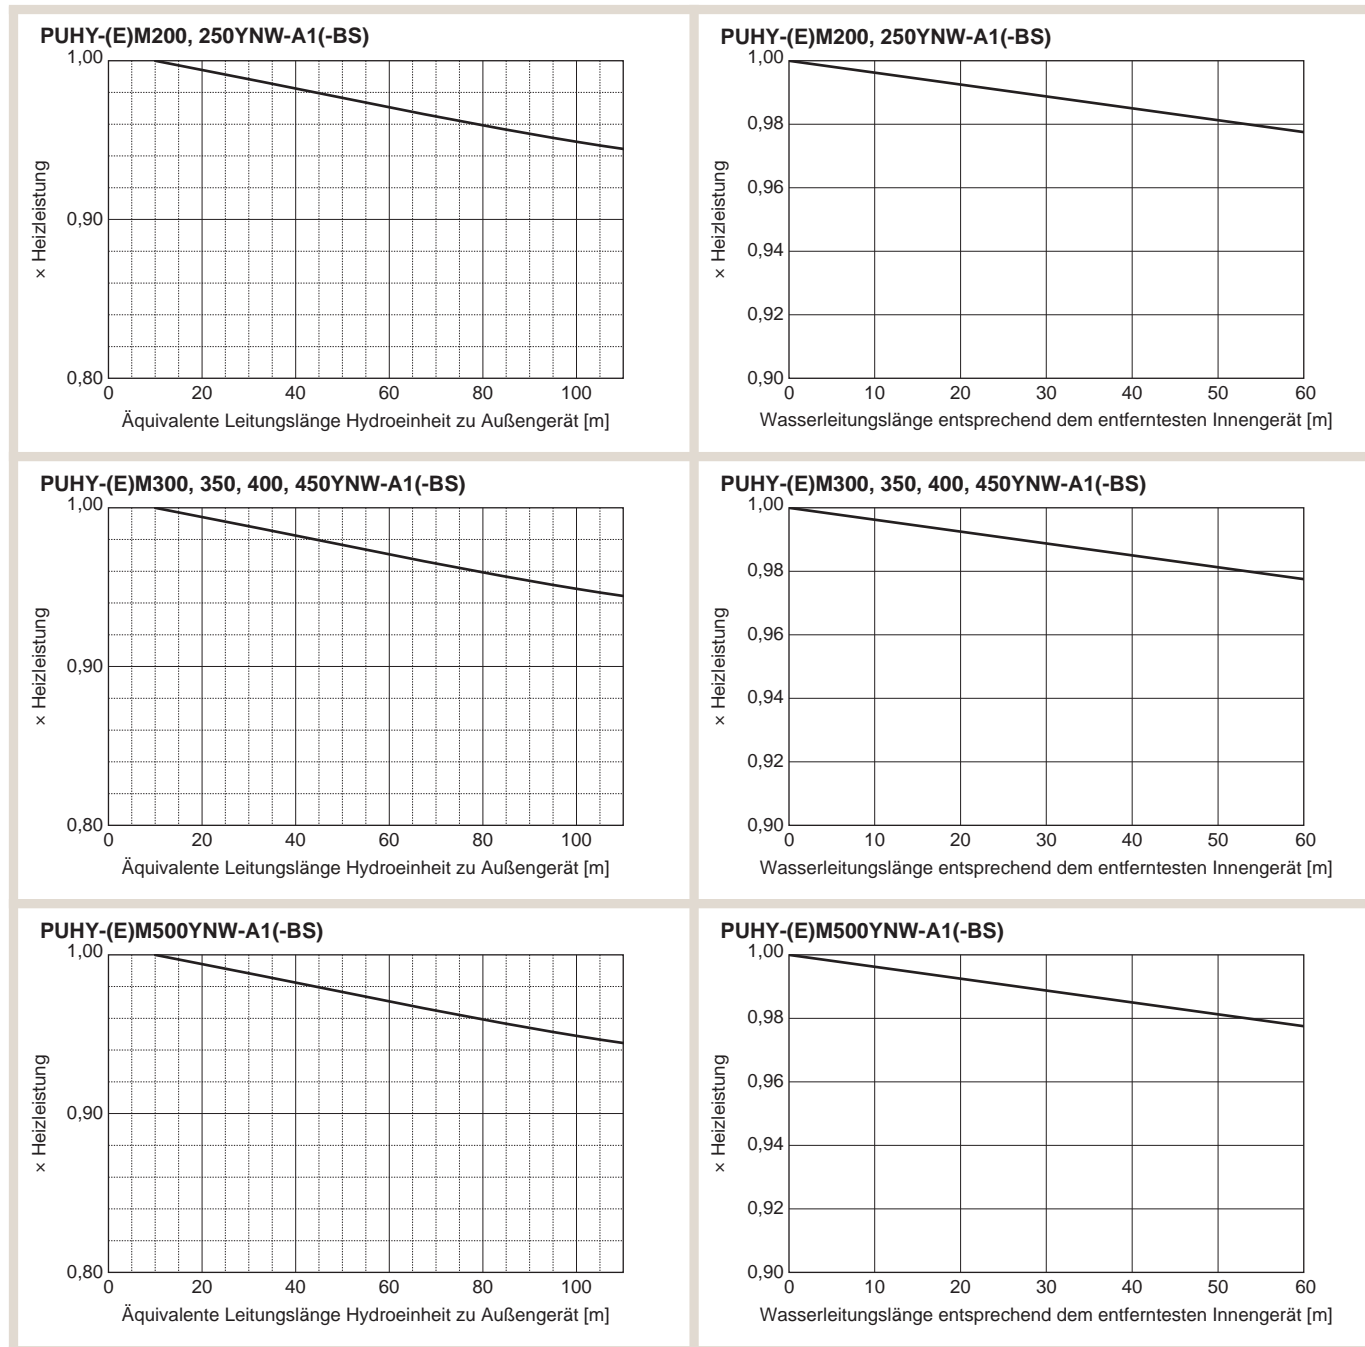 PUHY-(E)M200, 250YNW-A1(-BS)
1,00
0,90
0,80
× Heizleistung
0 20 40 60 80 100
Äquivalente Leitungslänge Hydroeinheit zu Außengerät [m]
PUHY-(E)M200, 250YNW-A1(-BS)
1,00
0,98
0,96
0,94
0,92
0,90
× Heizleistung
0 10 20 30 40 50 60
Wasserleitungslänge entsprechend dem entferntesten Innengerät [m]
PUHY-(E)M300, 350, 400, 450YNW-A1(-BS)
1,00
0,90
0,80
× Heizleistung
0 20 40 60 80 100
Äquivalente Leitungslänge Hydroeinheit zu Außengerät [m]
PUHY-(E)M300, 350, 400, 450YNW-A1(-BS)
1,00
0,98
0,96
0,94
0,92
0,90
× Heizleistung
0 10 20 30 40 50 60
Wasserleitungslänge entsprechend dem entferntesten Innengerät [m]
PUHY-(E)M500YNW-A1(-BS)
1,00
0,90
0,80
× Heizleistung
0 20 40 60 80 100
Äquivalente Leitungslänge Hydroeinheit zu Außengerät [m]
PUHY-(E)M500YNW-A1(-BS)
1,00
0,98
0,96
0,94
0,92
0,90
× Heizleistung
0 10 20 30 40 50 60
Wasserleitungslänge entsprechend dem entferntesten Innengerät [m]